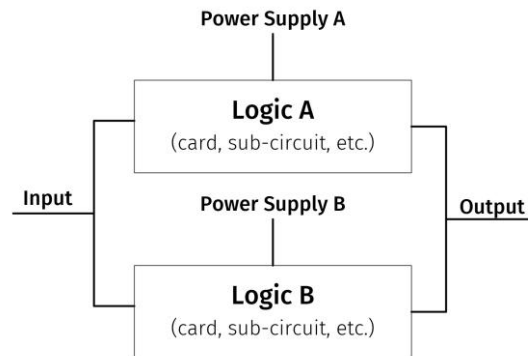 Power Supply A
Logic A
(card, sub-circuit, etc.)
Input
Power Supply B
Output
Logic B
(card, sub-circuit, etc.)